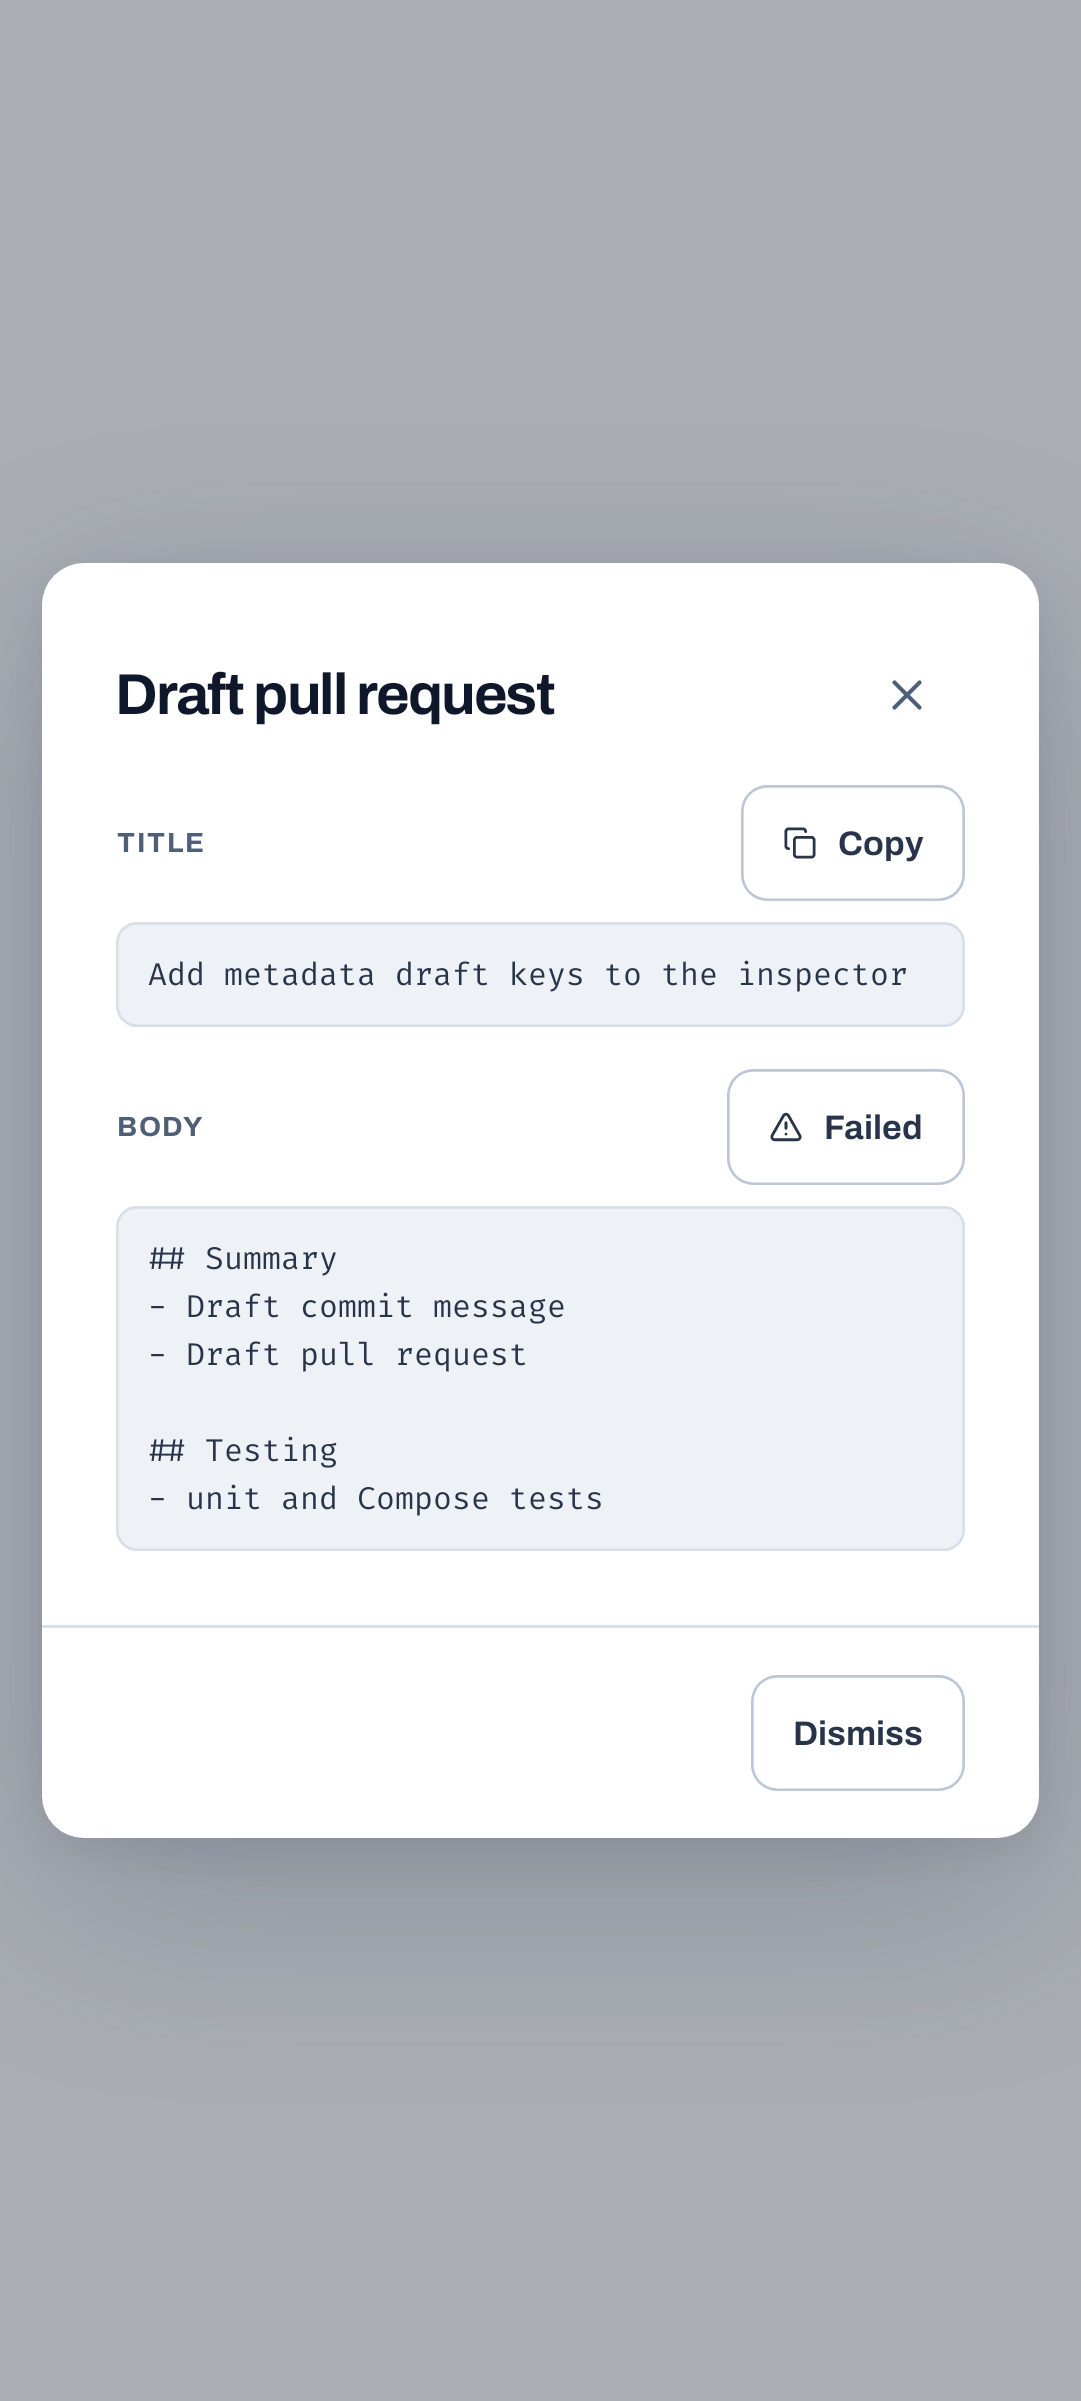 Draft pull request
TITLE
Copy
Add metadata draft keys to the inspector
BODY
Failed
## Summary
- Draft commit message
- Draft pull request
## Testing
- unit and Compose tests
Dismiss